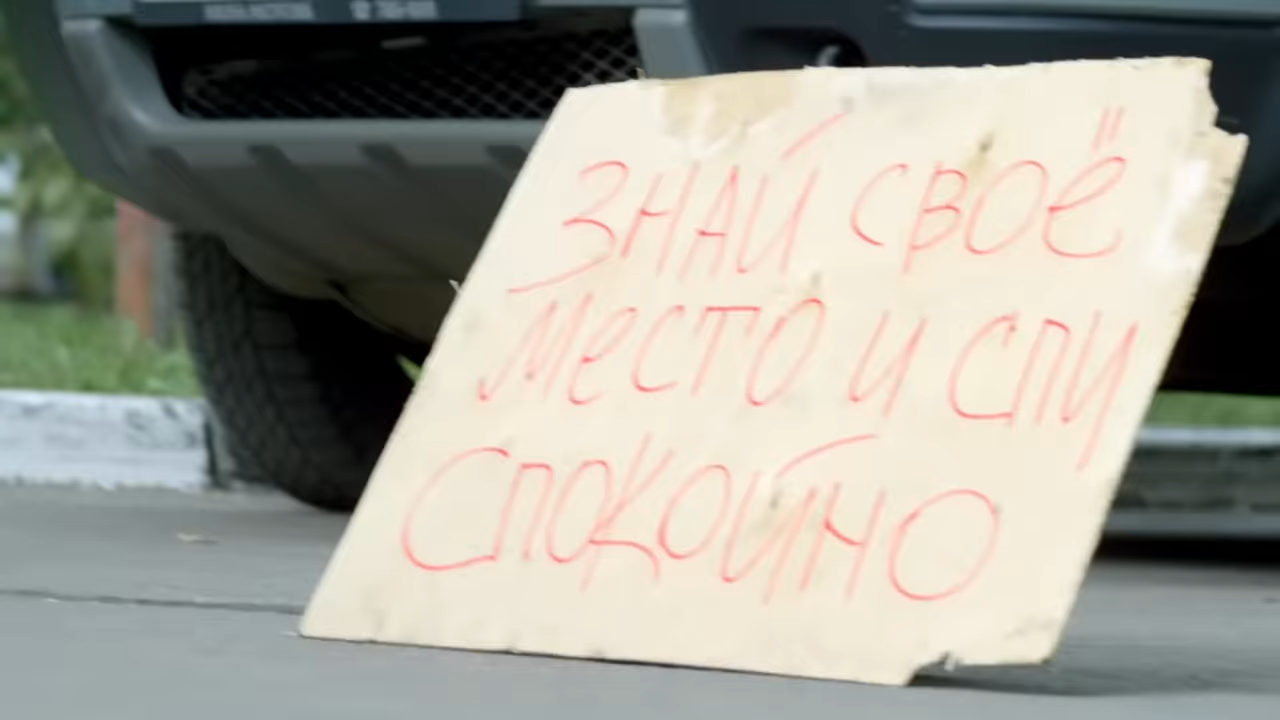 знай своё
место и спи
спокойно